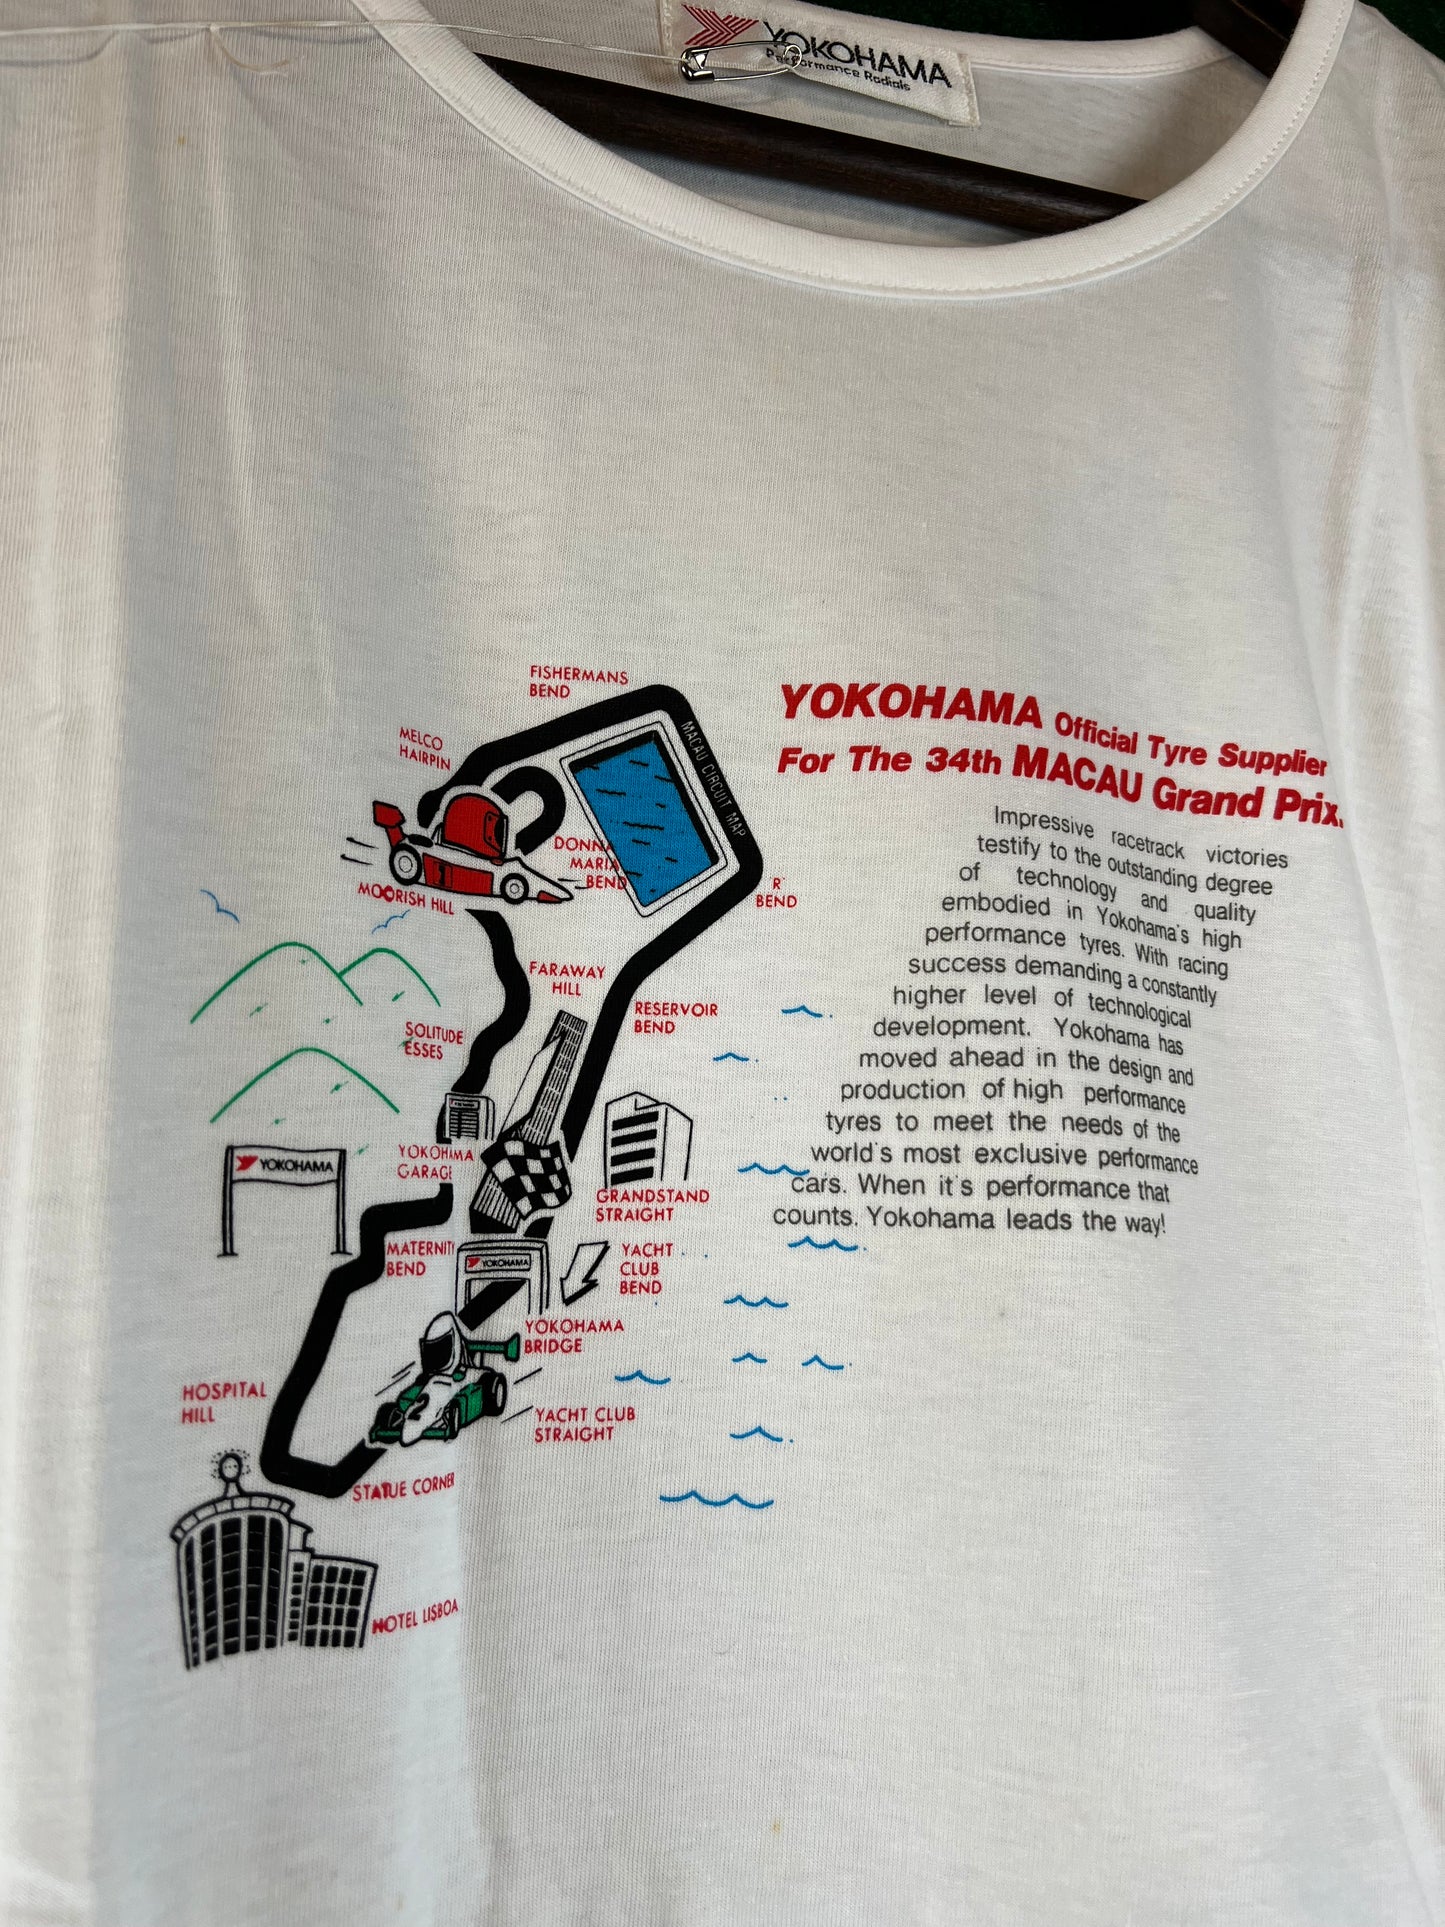 YOKOHAMA
Performance Radials
FISHERMANS
BEND
MELCO
HAIRPIN
MACAU CIRCUIT MAP
DONNA
MARIA
BEND
1
R
MOORISH HILL
'R'
BEND
FARAWAY
HILL
RESERVOIR
BEND
SOLITUDE
ESSES
YOKOHAMA
GARAGE
YOKOHAMA
GRANDSTAND
STRAIGHT
MATERNITY
BEND
YOKOHAMA
YACHT
CLUB
BEND
YOKOHAMA
BRIDGE
2
HOSPITAL
HILL
YACHT CLUB
STRAIGHT
STATUE CORNER
HOTEL LISBOA
YOKOHAMA Official Tyre Supplier
For The 34th MACAU Grand Prix.
Impressive racetrack victories
testify to the outstanding degree
of technology and quality
embodied in Yokohama's high
performance tyres. With racing
success demanding a constantly
higher level of technological
development. Yokohama has
moved ahead in the design and
production of high performance
tyres to meet the needs of the
world's most exclusive performance
cars. When it's performance that
counts. Yokohama leads the way!